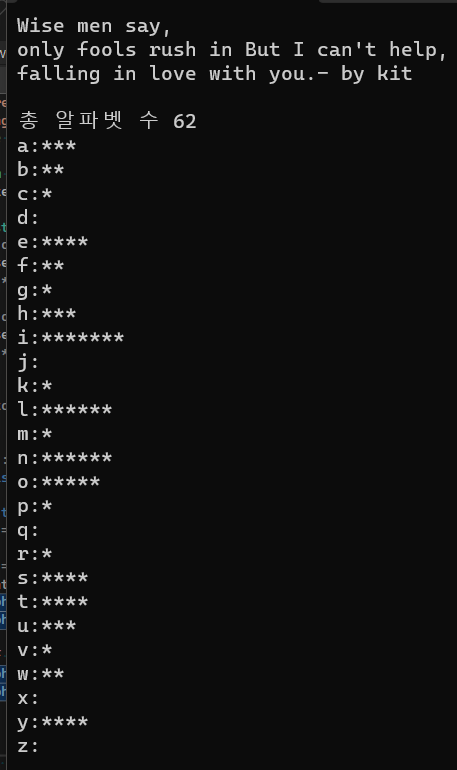 Wise men say,
only fools rush in But I can't help,
falling in love with you.- by kit
총 알파벳 수 62
a:***
b:**
c:*
d:
e:****
f:**
g:*
h:***
i:*******
j:
k:*
l:******
m:*
n:******
o:*****
p:*
q:
r:*
s:****
t:****
u:***
v:*
w:**
x:
y:****
z: